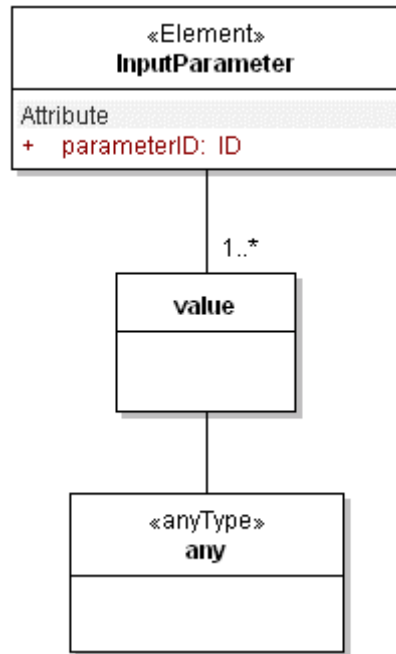 «Element»
InputParameter
Attribute
+ parameterID: ID
1..*
value
«anyType»
any